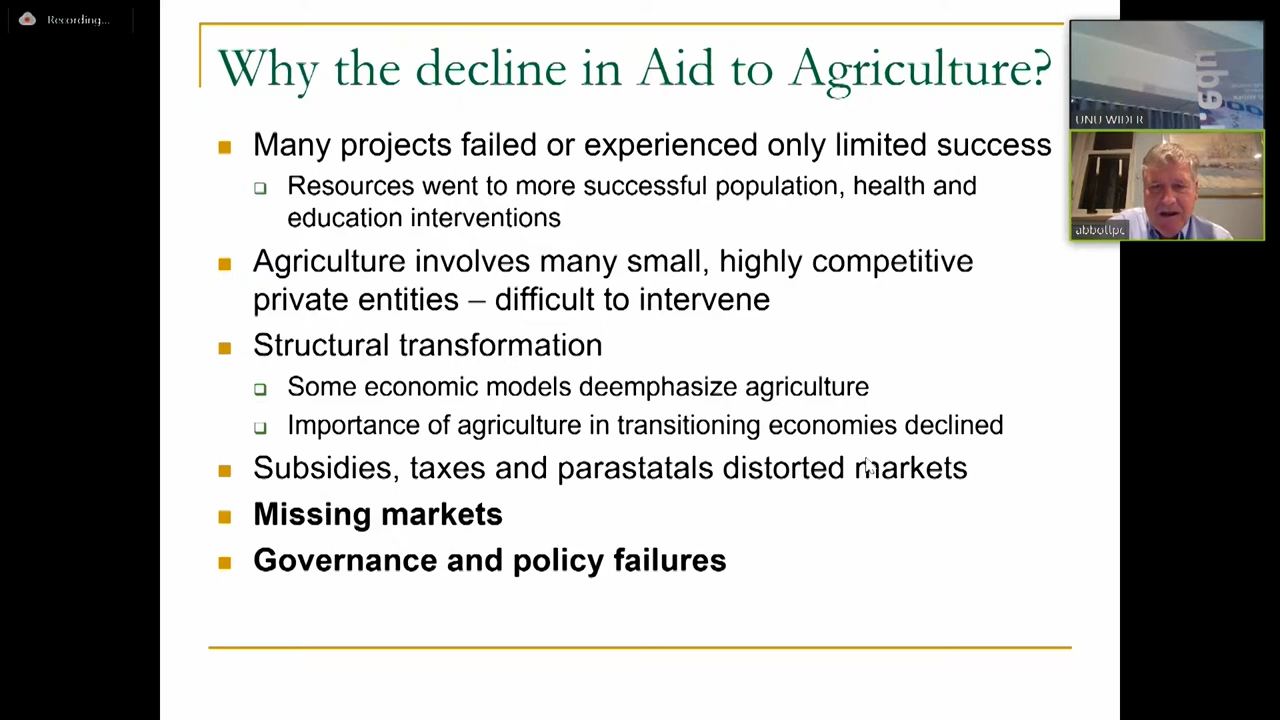 Recording...
Why the decline in Aid to Agriculture?
Many projects failed or experienced only limited success
Resources went to more successful population, health and
education interventions
Agriculture involves many small, highly competitive
private entities – difficult to intervene
Structural transformation
Some economic models deemphasize agriculture
Importance of agriculture in transitioning economies declined
Subsidies, taxes and parastatals distorted markets
Missing markets
Governance and policy failures
UNU WIDER
abbottpc